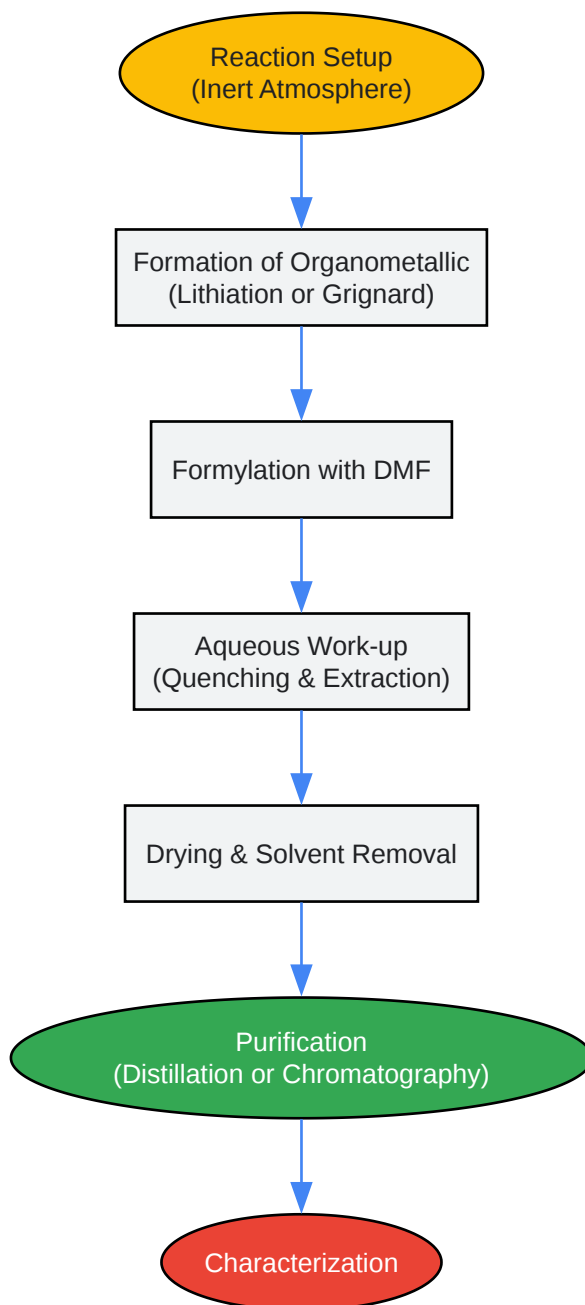 Reaction Setup
(Inert Atmosphere)
Formation of Organometallic
(Lithiation or Grignard)
Formylation with DMF
Aqueous Work-up
(Quenching & Extraction)
Drying & Solvent Removal
Purification
(Distillation or Chromatography)
Characterization